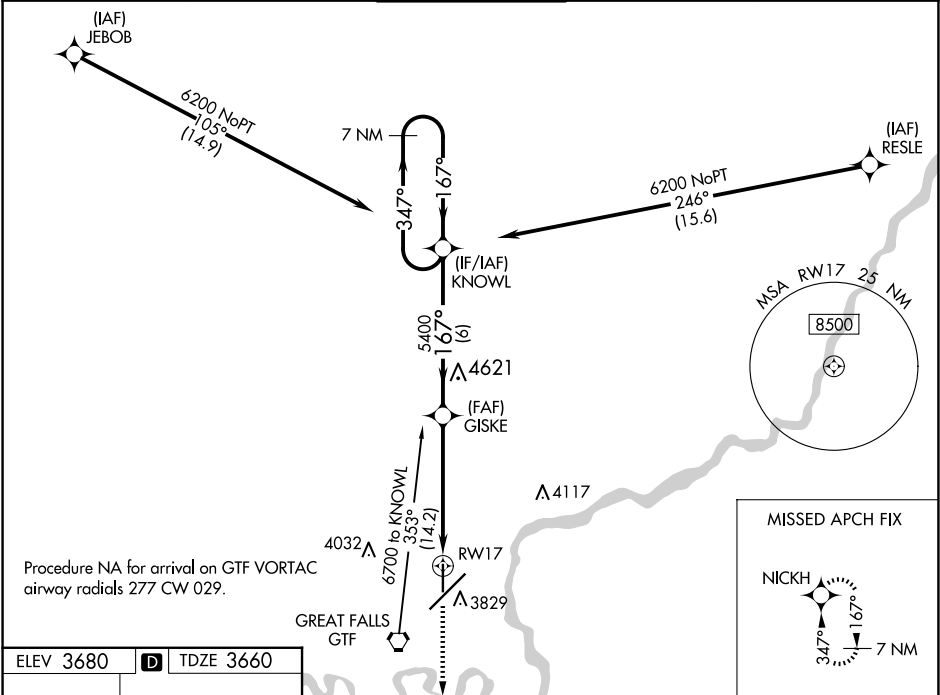 (IAF)
JEBOB
6200 NoPT
105°
(14.9)
7 NM
347°
167°
(IAF)
RESLE
6200 NoPT
246°
(15.6)
(IF/IAF)
KNOWL
MSA RW17 25 NM
8500
5400
167°
(6)
4621
(FAF)
GISKE
4117
6700 to KNOWL
353°
(14.2)
4032
RW17
3829
Procedure NA for arrival on GTF VORTAC
airway radials 277 CW 029.
GREAT FALLS
GTF
MISSED APCH FIX
NICKH
347°
167°
7 NM
ELEV 3680 D TDZE 3660